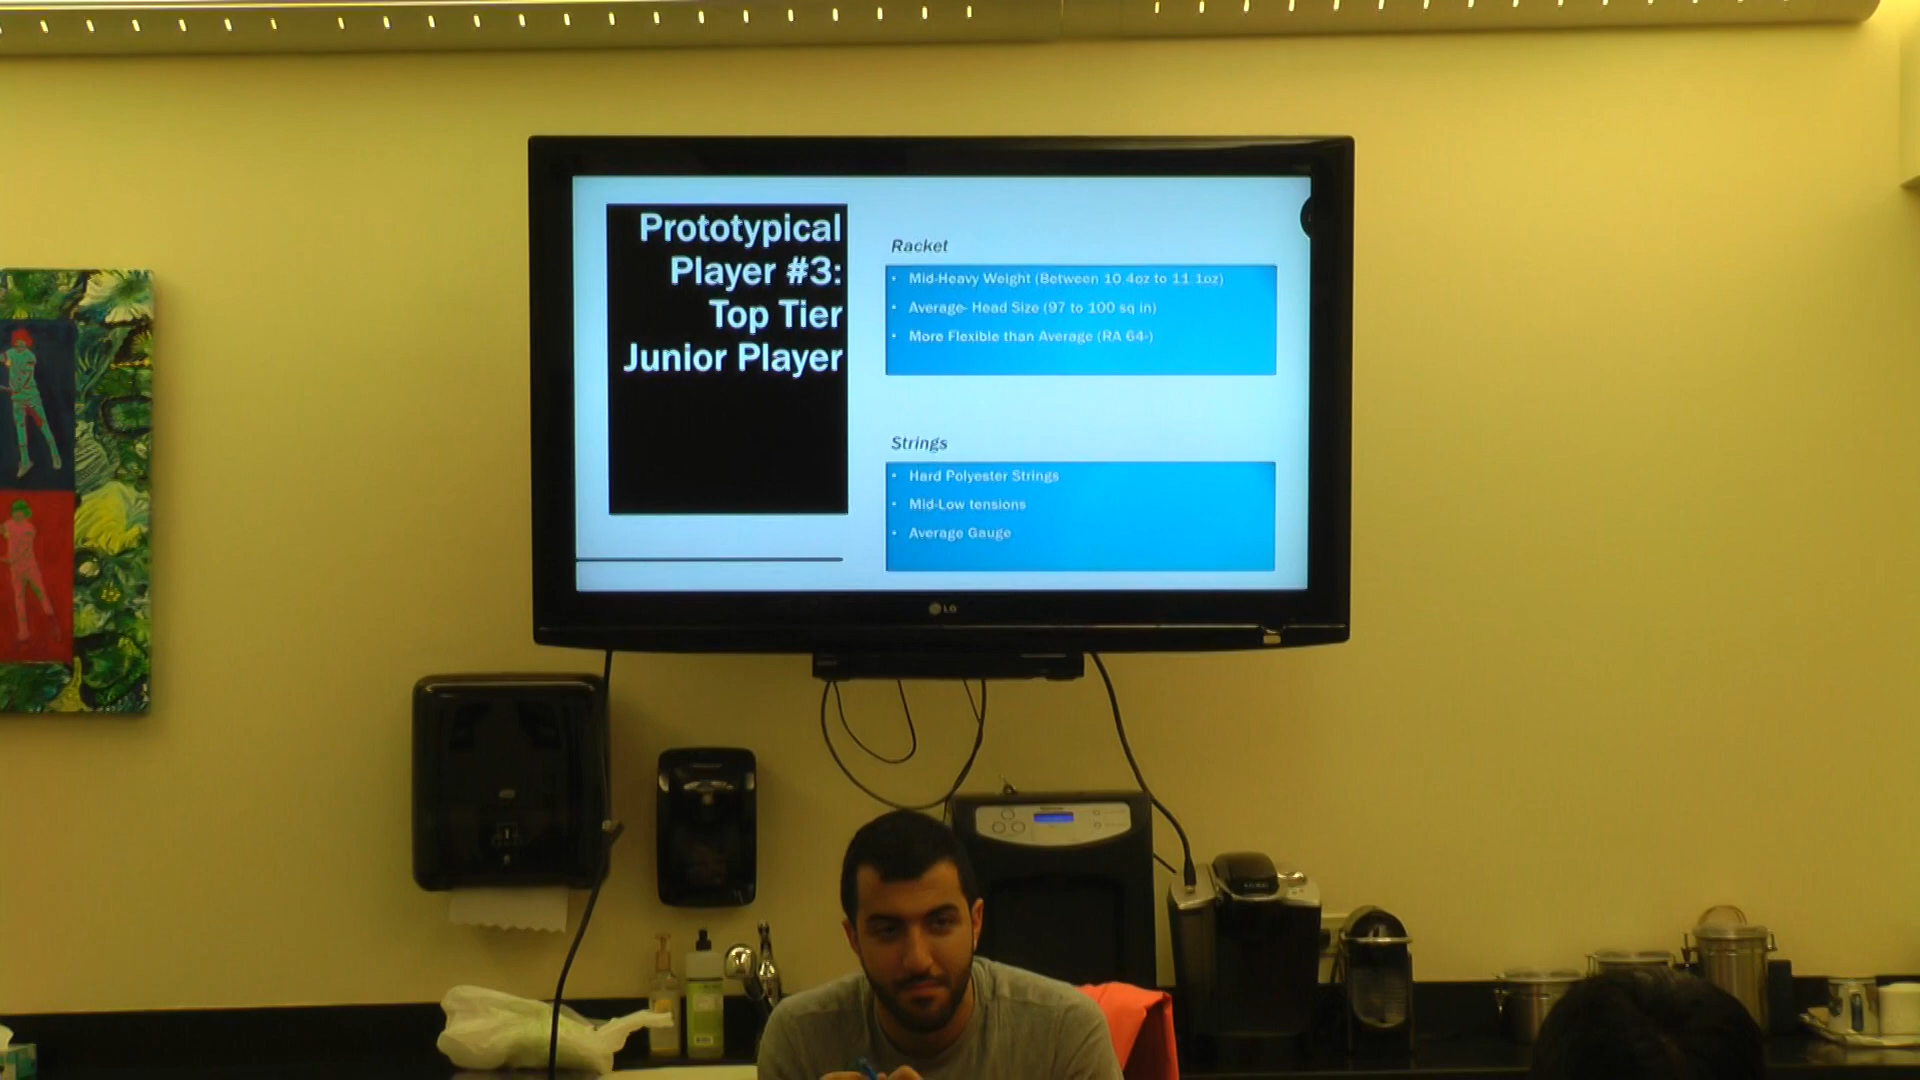 Prototypical
Player #3:
Top Tier
Junior Player
Racket
• Mid-Heavy Weight (Between 10.4oz to 11.1oz)
• Average- Head Size (97 to 100 sq in)
• More Flexible than Average (RA 64-)
Strings
• Hard Polyester Strings
• Mid-Low tensions
• Average Gauge
LG